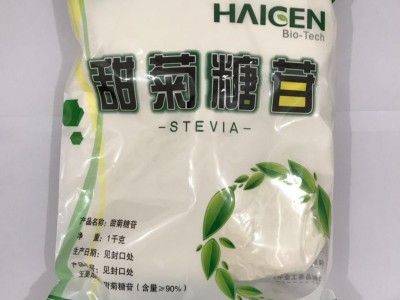 HAIGEN
Bio-Tech
甜菊糖苷
-STEVIA-
产品名称:甜菊糖苷
净 重:1千克
生产日期:见封口处
见封口处
甜菊糖苷(含量≥90%)